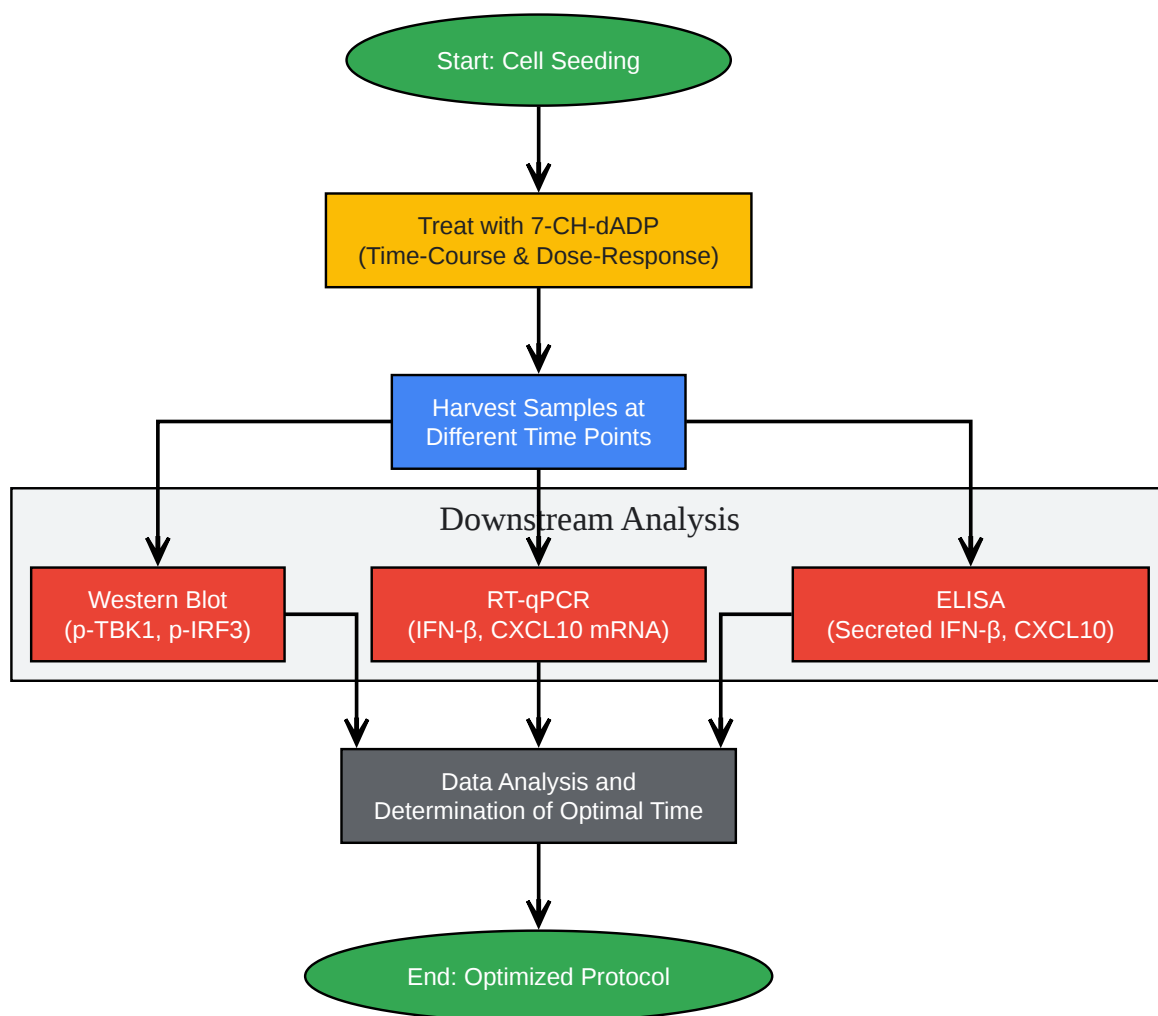 Start: Cell Seeding
Treat with 7-CH-dADP
(Time-Course & Dose-Response)
Harvest Samples at
Different Time Points
Downstream Analysis
Western Blot
(p-TBK1, p-IRF3)
RT-qPCR
(IFN-β, CXCL10 mRNA)
ELISA
(Secreted IFN-β, CXCL10)
Data Analysis and
Determination of Optimal Time
End: Optimized Protocol